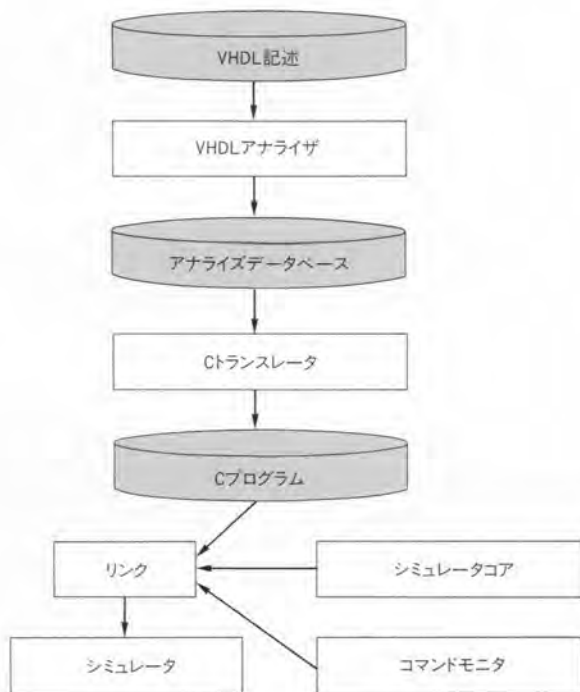 VHDL記述
VHDLアナライザ
アナライズデータベース
Cトランスレータ
Cプログラム
リンク
シミュレータコア
シミュレータ
コマンドモニタ